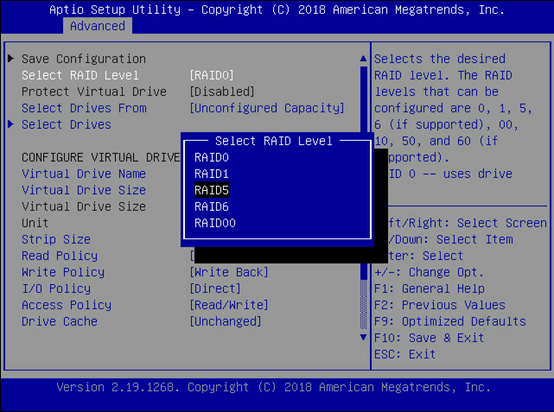 Aptio Setup Utility – Copyright (C) 2018 American Megatrends, Inc.
Advanced
Save Configuration
Select RAID Level [RAID0]
Protect Virtual Drive [Disabled]
Select Drives From [Unconfigured Capacity]
Select Drives
CONFIGURE VIRTUAL DRIVE
Virtual Drive Name
Virtual Drive Size
Virtual Drive Size
Unit
Strip Size
Read Policy [
Write Policy [Write Back]
I/O Policy [Direct]
Access Policy [Read/Write]
Drive Cache [Unchanged]
Select RAID Level
RAID0
RAID1
RAID5
RAID6
RAID00
Selects the desired
RAID level. The RAID
levels that can be
configured are 0, 1, 5,
6 (if supported), 00,
10, 50, and 60 (if
pported).
ID 0 -- uses drive
ft/Right: Select Screen
/Down: Select Item
ter: Select
+/-: Change Opt.
F1: General Help
F2: Previous Values
F9: Optimized Defaults
F10: Save & Exit
ESC: Exit
Version 2.19.1268. Copyright (C) 2018 American Megatrends, Inc.